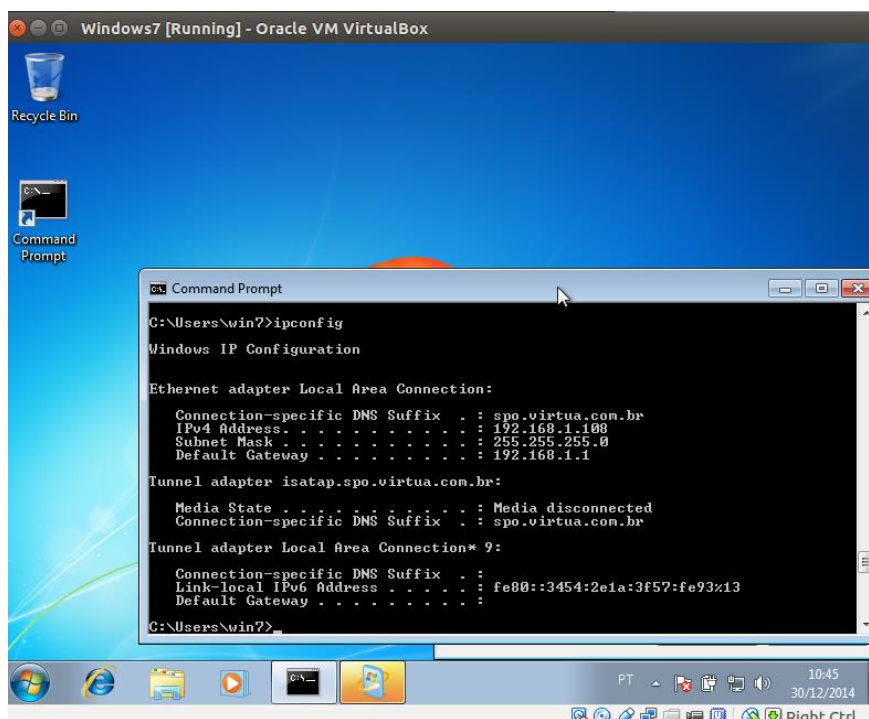 Windows7 [Running] - Oracle VM VirtualBox
Recycle Bin
C:\_
Command
Prompt
C:\. Command Prompt
C:\Users\win7>ipconfig
Windows IP Configuration
Ethernet adapter Local Area Connection:
Connection-specific DNS Suffix . : spo.virtua.com.br
IPv4 Address. . . . . . . . . . . : 192.168.1.108
Subnet Mask . . . . . . . . . . . : 255.255.255.0
Default Gateway . . . . . . . . . : 192.168.1.1
Tunnel adapter isatap.spo.virtua.com.br:
Media State . . . . . . . . . . . : Media disconnected
Connection-specific DNS Suffix . : spo.virtua.com.br
Tunnel adapter Local Area Connection* 9:
Connection-specific DNS Suffix . :
Link-local IPv6 Address . . . . . : fe80::3454:2e1a:3f57:fe93%13
Default Gateway . . . . . . . . . :
C:\Users\win7>_
C:\_
PT
10:45
30/12/2014
Right Ctrl